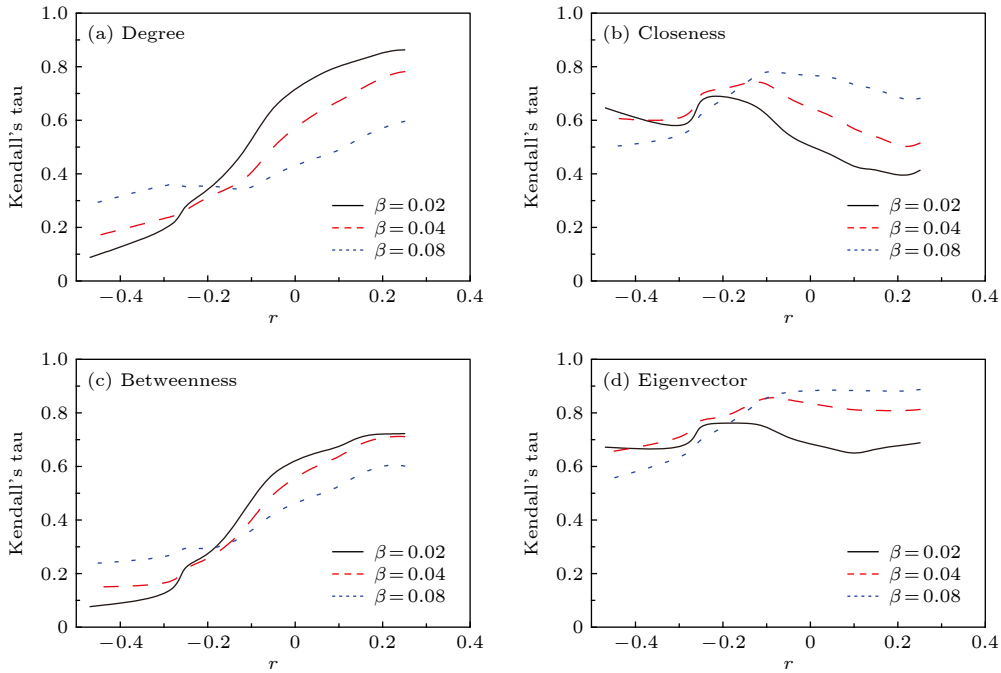 (a) Degree
Kendall's tau
1.0
0.8
0.6
0.4
0.2
0
β=0.02
β=0.04
β=0.08
−0.4 −0.2 0 0.2 0.4
r
(b) Closeness
Kendall's tau
1.0
0.8
0.6
0.4
0.2
0
β=0.02
β=0.04
β=0.08
−0.4 −0.2 0 0.2 0.4
r
(c) Betweenness
Kendall's tau
1.0
0.8
0.6
0.4
0.2
0
β=0.02
β=0.04
β=0.08
−0.4 −0.2 0 0.2 0.4
r
(d) Eigenvector
Kendall's tau
1.0
0.8
0.6
0.4
0.2
0
β=0.02
β=0.04
β=0.08
−0.4 −0.2 0 0.2 0.4
r